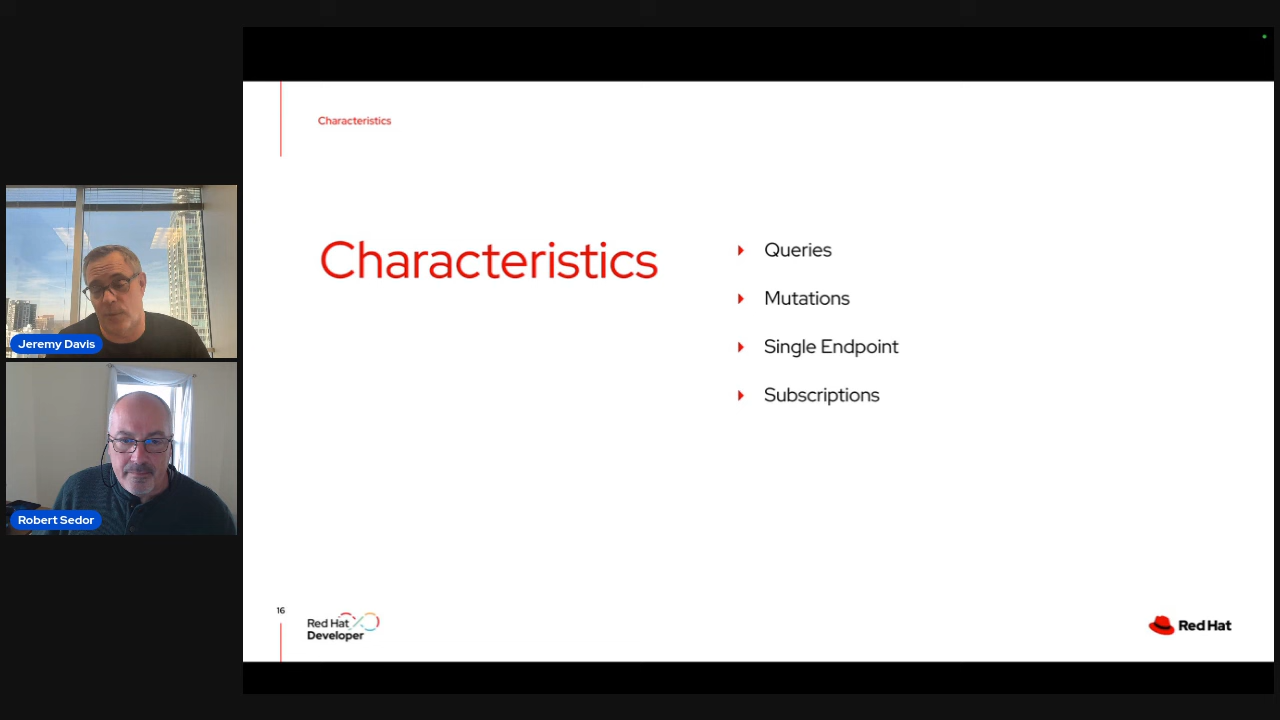 Characteristics
Characteristics
Queries
Mutations
Single Endpoint
Subscriptions
Jeremy Davis
Robert Sedor
16
Red Hat
Developer
Red Hat